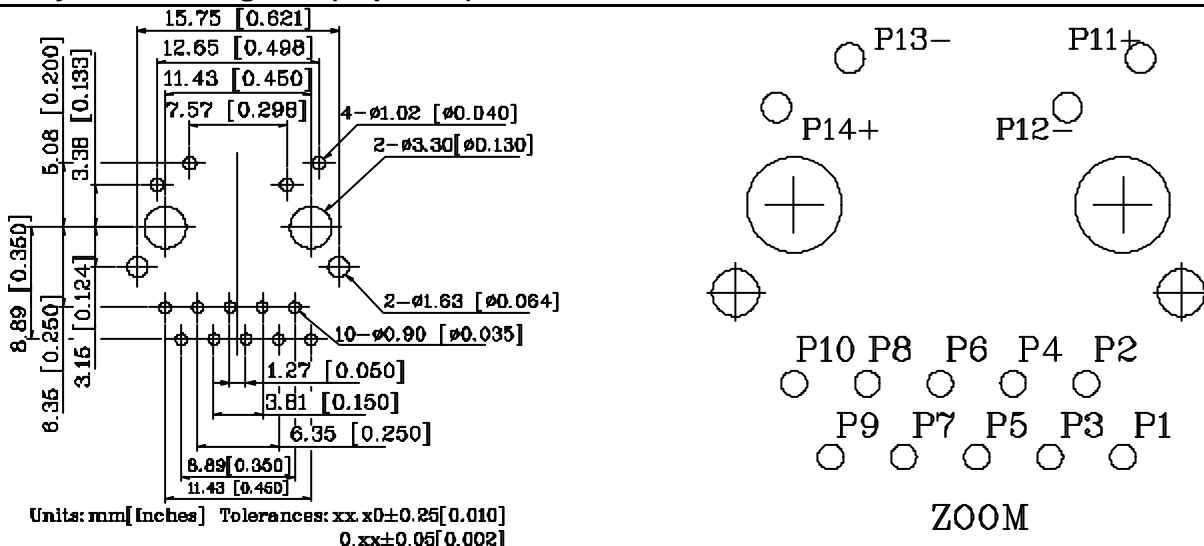 15.75 [0.621]
12.65 [0.498]
11.43 [0.450]
7.57 [0.298]
5.08 [0.200]
3.38 [0.133]
4-ø1.02 [ø0.040]
2-ø3.30[ø0.130]
8.89 [0.350]
6.35 [0.250]
3.15 [0.124]
2-ø1.63 [ø0.064]
10-ø0.90 [ø0.035]
1.27 [0.050]
3.81 [0.150]
6.35 [0.250]
8.89[0.350]
11.43 [0.450]
Units: mm[Inches] Tolerances: xx.x0±0.25[0.010]
0.xx±0.05[0.002]
P13- P11+
P14+ P12-
P10 P8 P6 P4 P2
P9 P7 P5 P3 P1
ZOOM